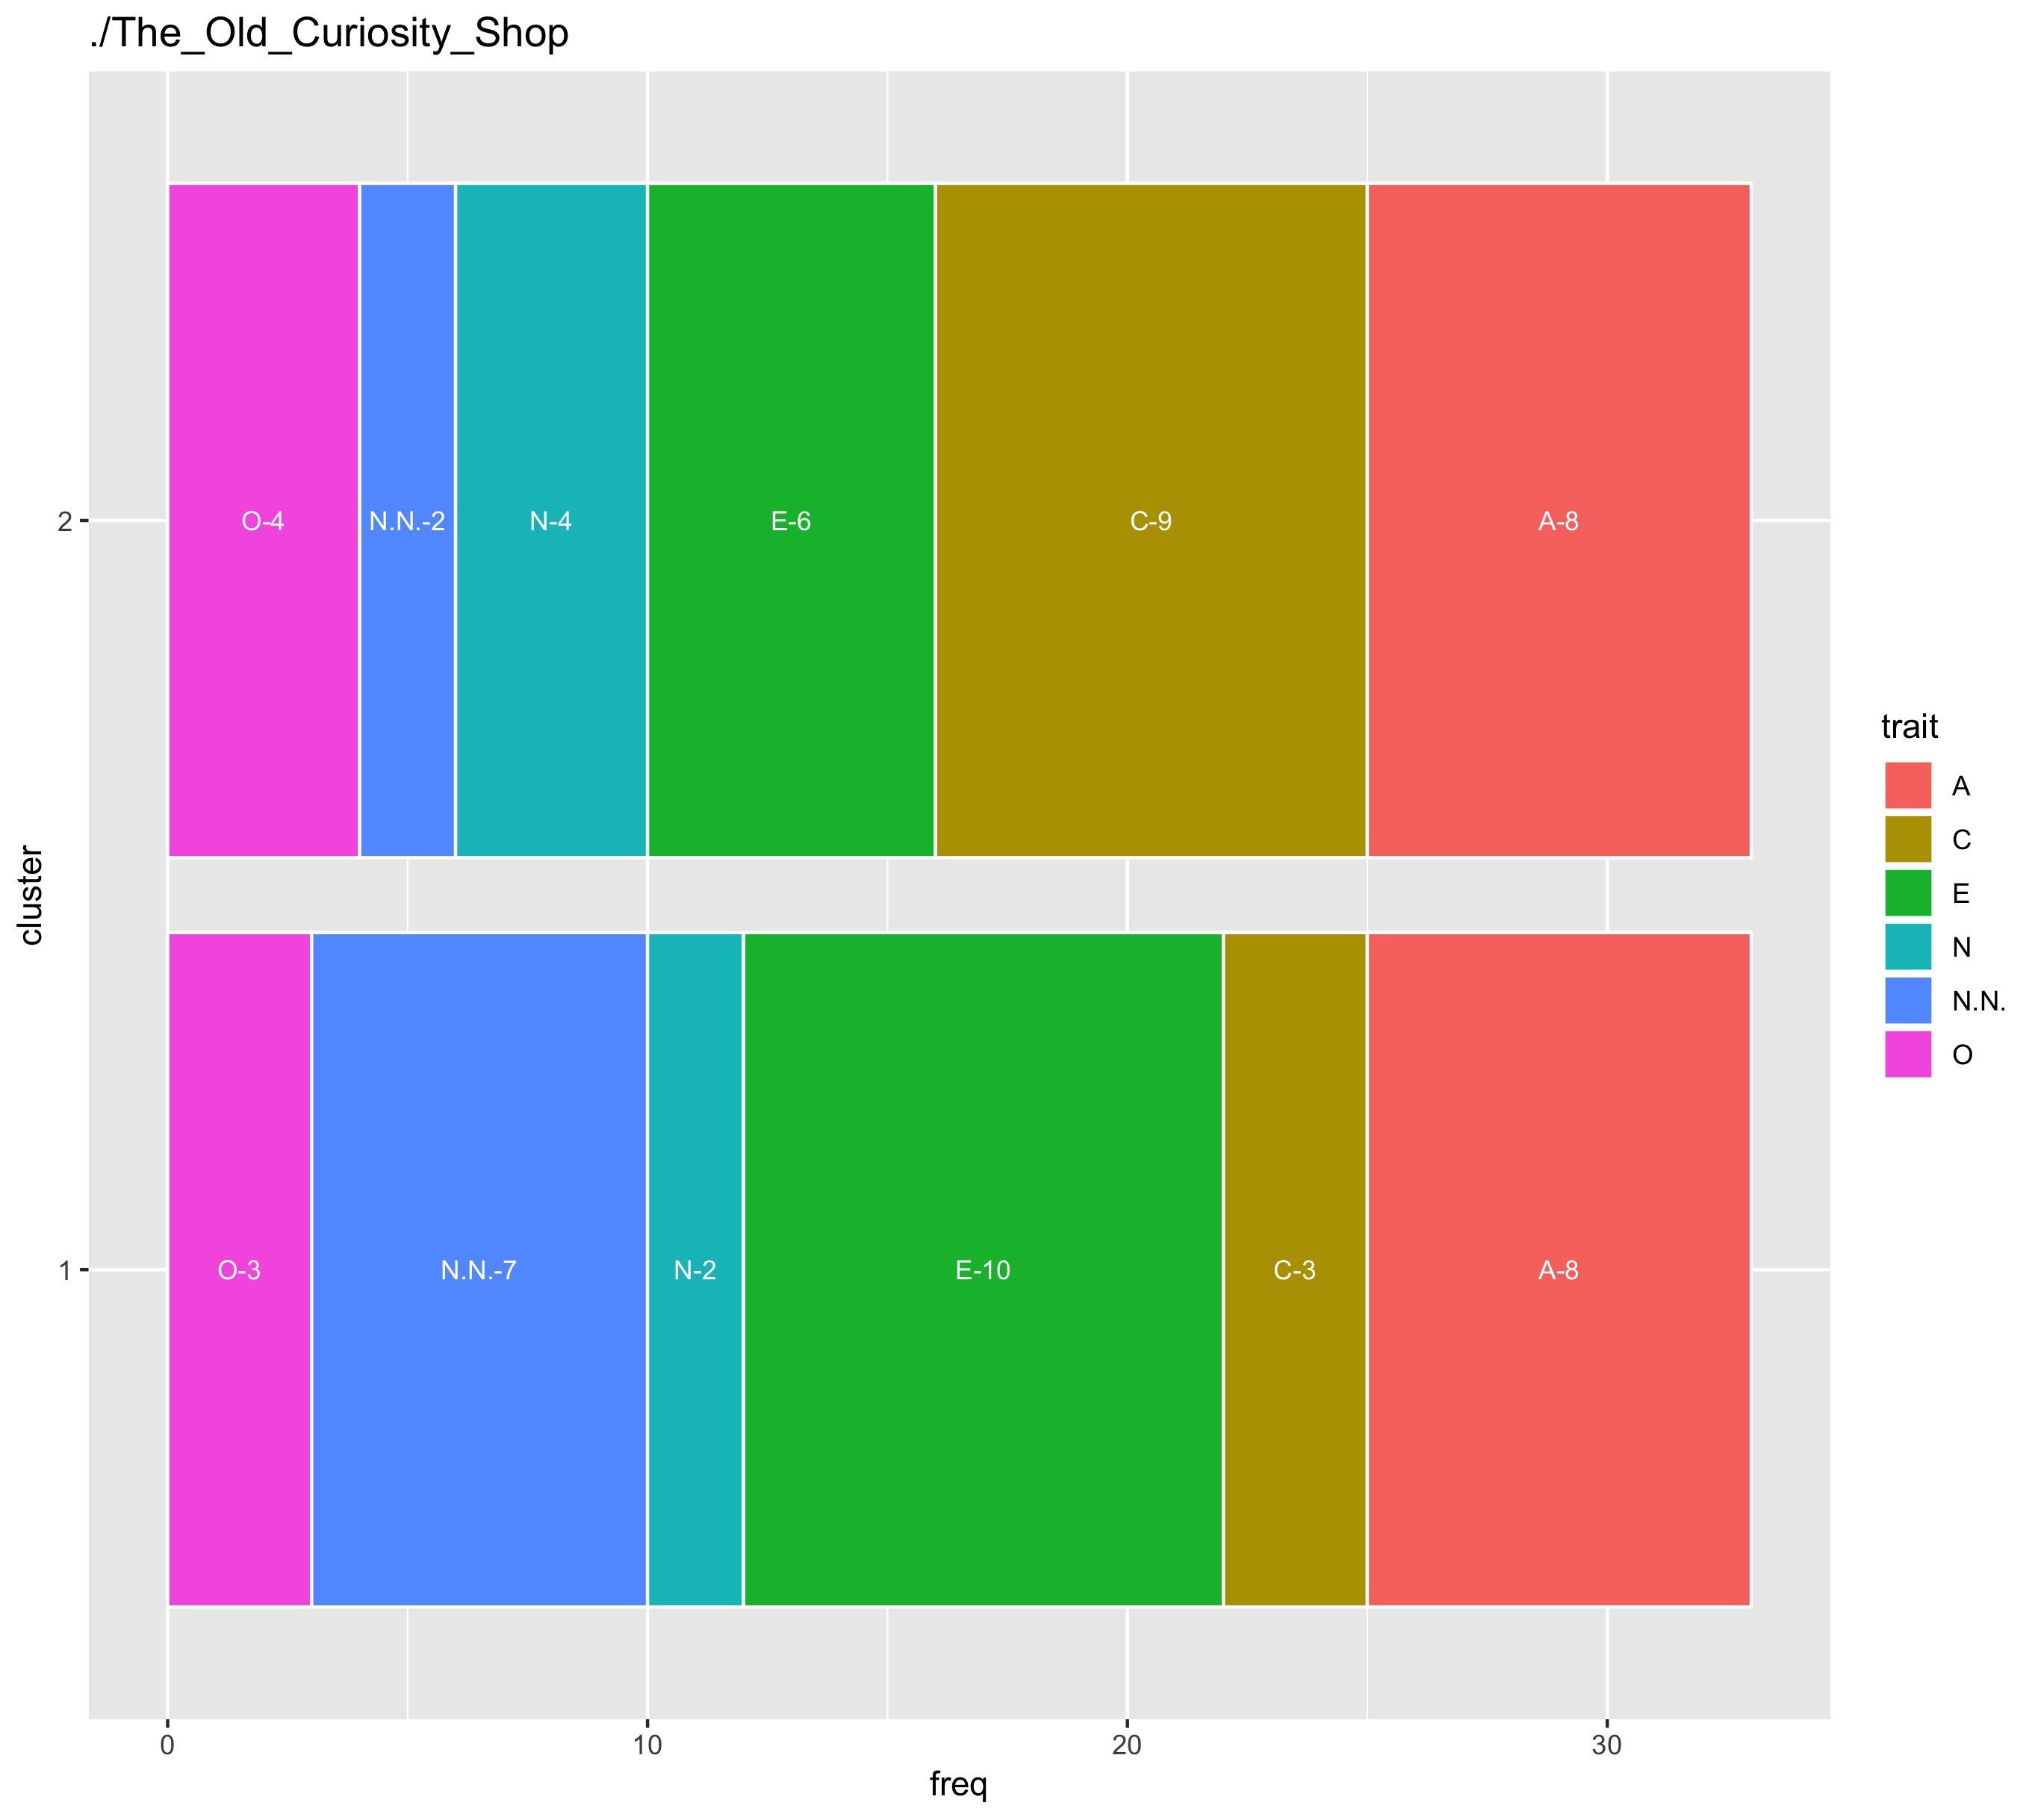 ./The_Old_Curiosity_Shop
cluster
2
O-4 N.N.-2 N-4 E-6 C-9 A-8
1
O-3 N.N.-7 N-2 E-10 C-3 A-8
0 10 20 30
freq
trait
A
C
E
N
N.N.
O